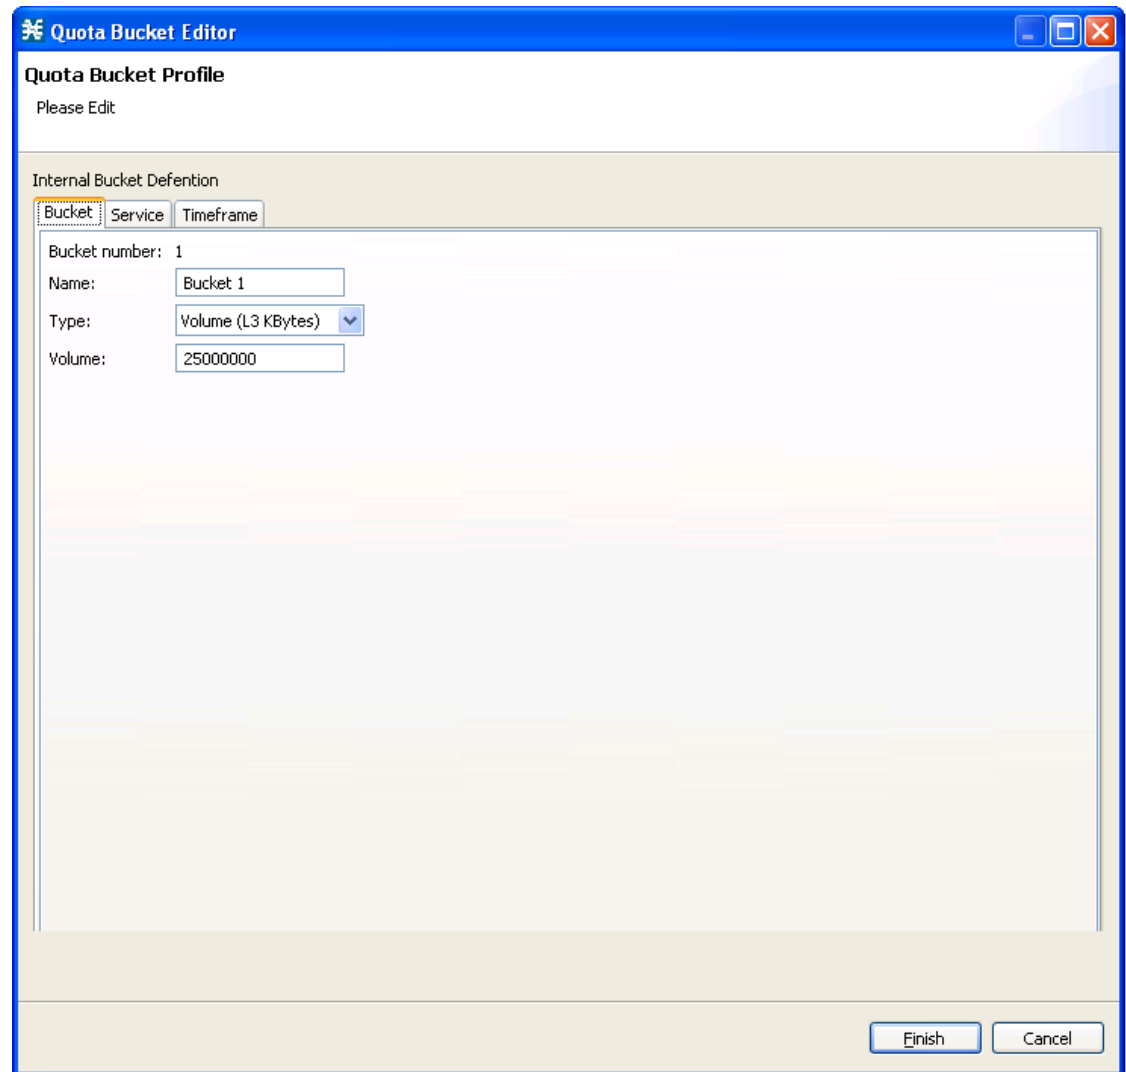 Quota Bucket Editor
Quota Bucket Profile
Please Edit
Internal Bucket Defention
Bucket Service Timeframe
Bucket number: 1
Name: Bucket 1
Type: Volume (L3 KBytes)
Volume: 25000000
Finish Cancel